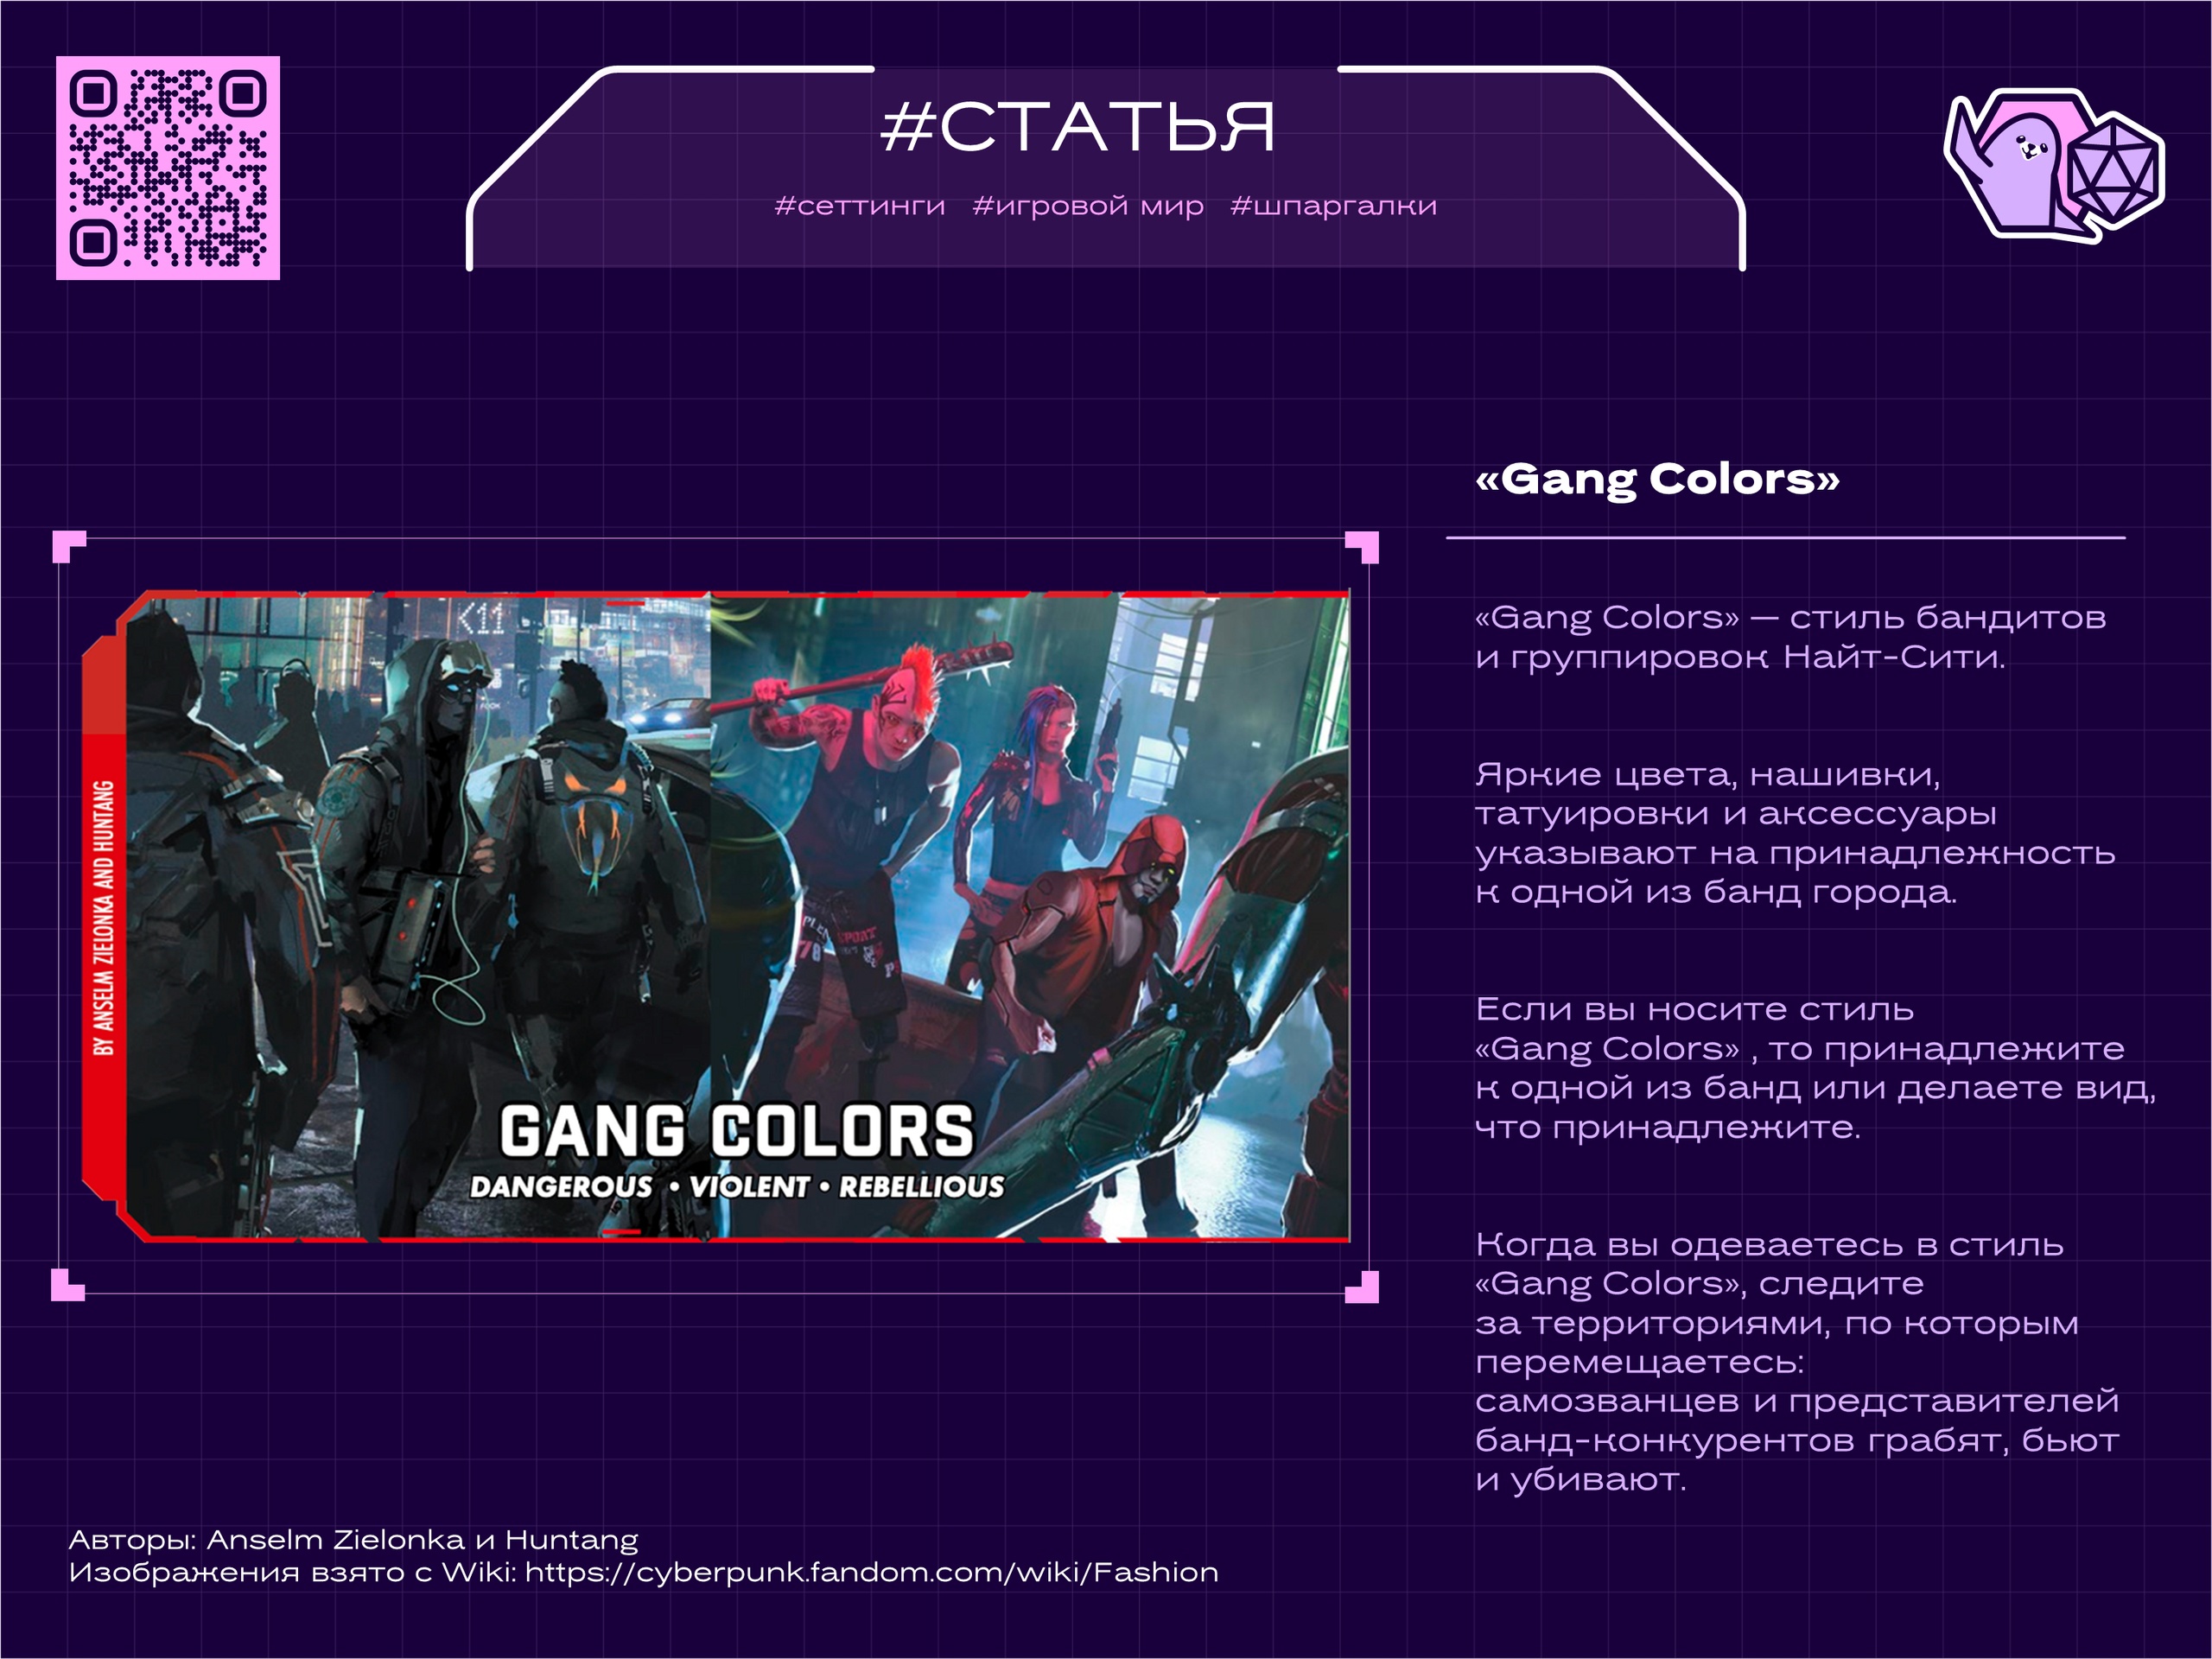 #СТАТЬЯ
#сеттинги #игровой мир #шпаргалки
«Gang Colors»
BY ANSELM ZIELONKA AND HUNTANG
K11
GANG COLORS
DANGEROUS • VIOLENT • REBELLIOUS
«Gang Colors» — стиль бандитов
и группировок Найт-Сити.
Яркие цвета, нашивки,
татуировки и аксессуары
указывают на принадлежность
к одной из банд города.
Если вы носите стиль
«Gang Colors» , то принадлежите
к одной из банд или делаете вид,
что принадлежите.
Когда вы одеваетесь в стиль
«Gang Colors», следите
за территориями, по которым
перемещаетесь:
самозванцев и представителей
банд-конкурентов грабят, бьют
и убивают.
Авторы: Anselm Zielonka и Huntang
Изображения взято с Wiki: https://cyberpunk.fandom.com/wiki/Fashion